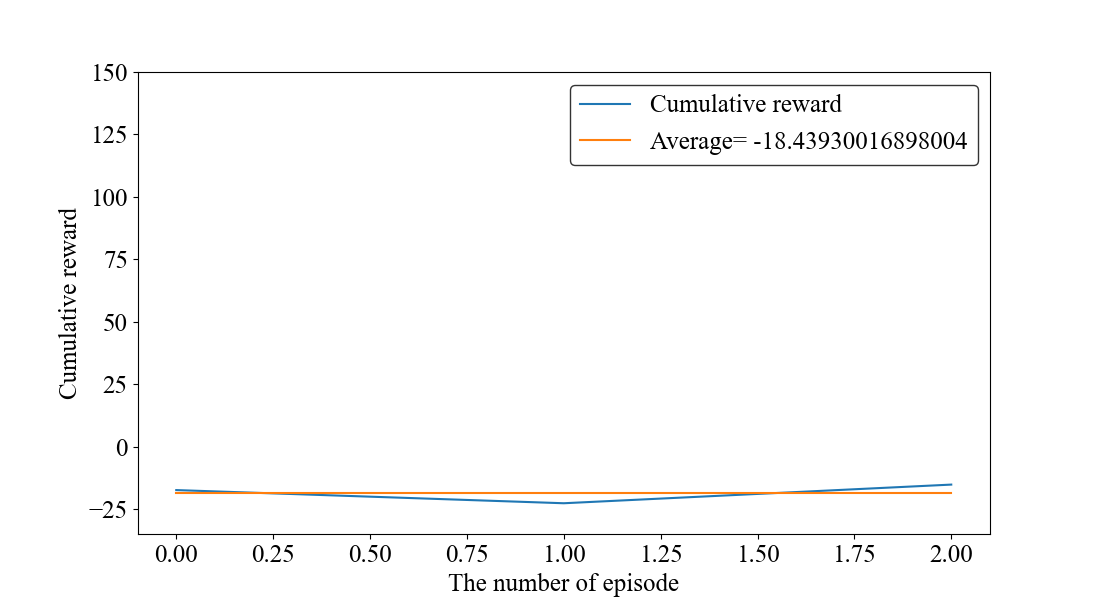 150
125
100
75
50
25
0
−25
Cumulative reward
Cumulative reward
Average= -18.43930016898004
0.00 0.25 0.50 0.75 1.00 1.25 1.50 1.75 2.00
The number of episode